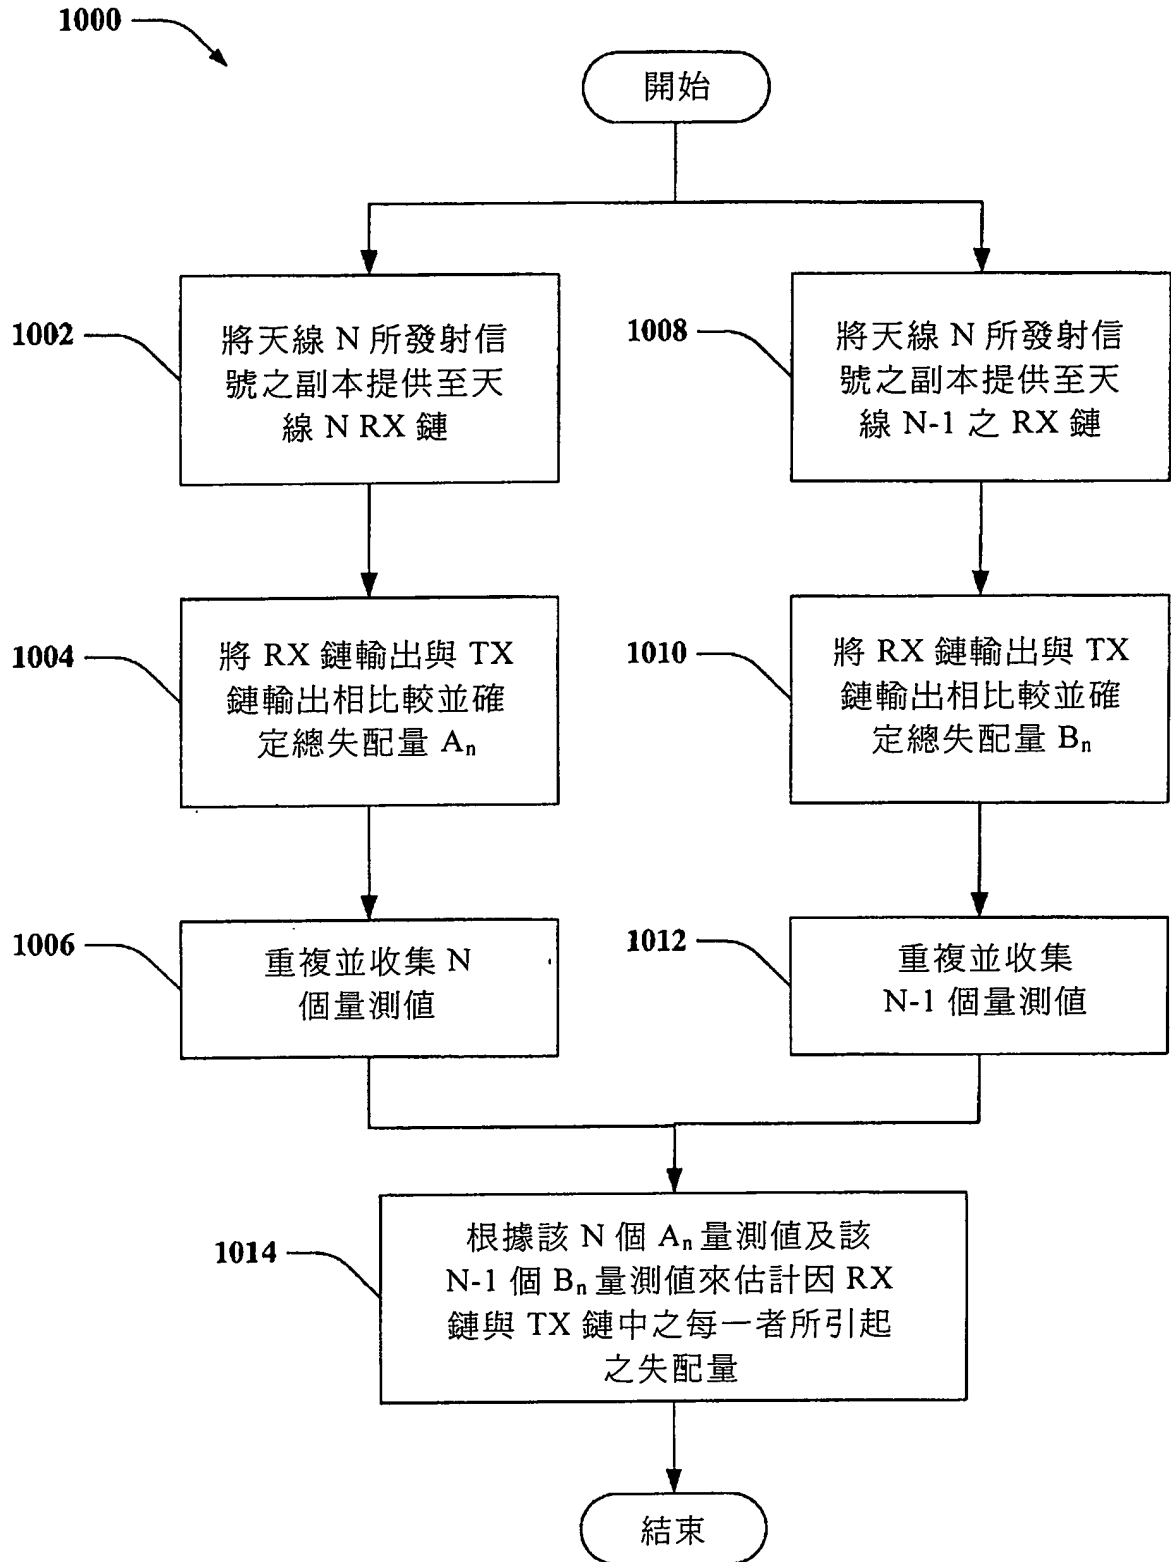 1000
開始
1002
將天線 N 所發射信
號之副本提供至天
線 N RX 鏈
1008
將天線 N 所發射信
號之副本提供至天
線 N-1 之 RX 鏈
1004
將 RX 鏈輸出與 TX
鏈輸出相比較並確
定總失配量 Aₙ
1010
將 RX 鏈輸出與 TX
鏈輸出相比較並確
定總失配量 Bₙ
1006
重複並收集 N
個量測值
1012
重複並收集
N-1 個量測值
1014
根據該 N 個 Aₙ 量測值及該
N-1 個 Bₙ 量測值來估計因 RX
鏈與 TX 鏈中之每一者所引起
之失配量
結束